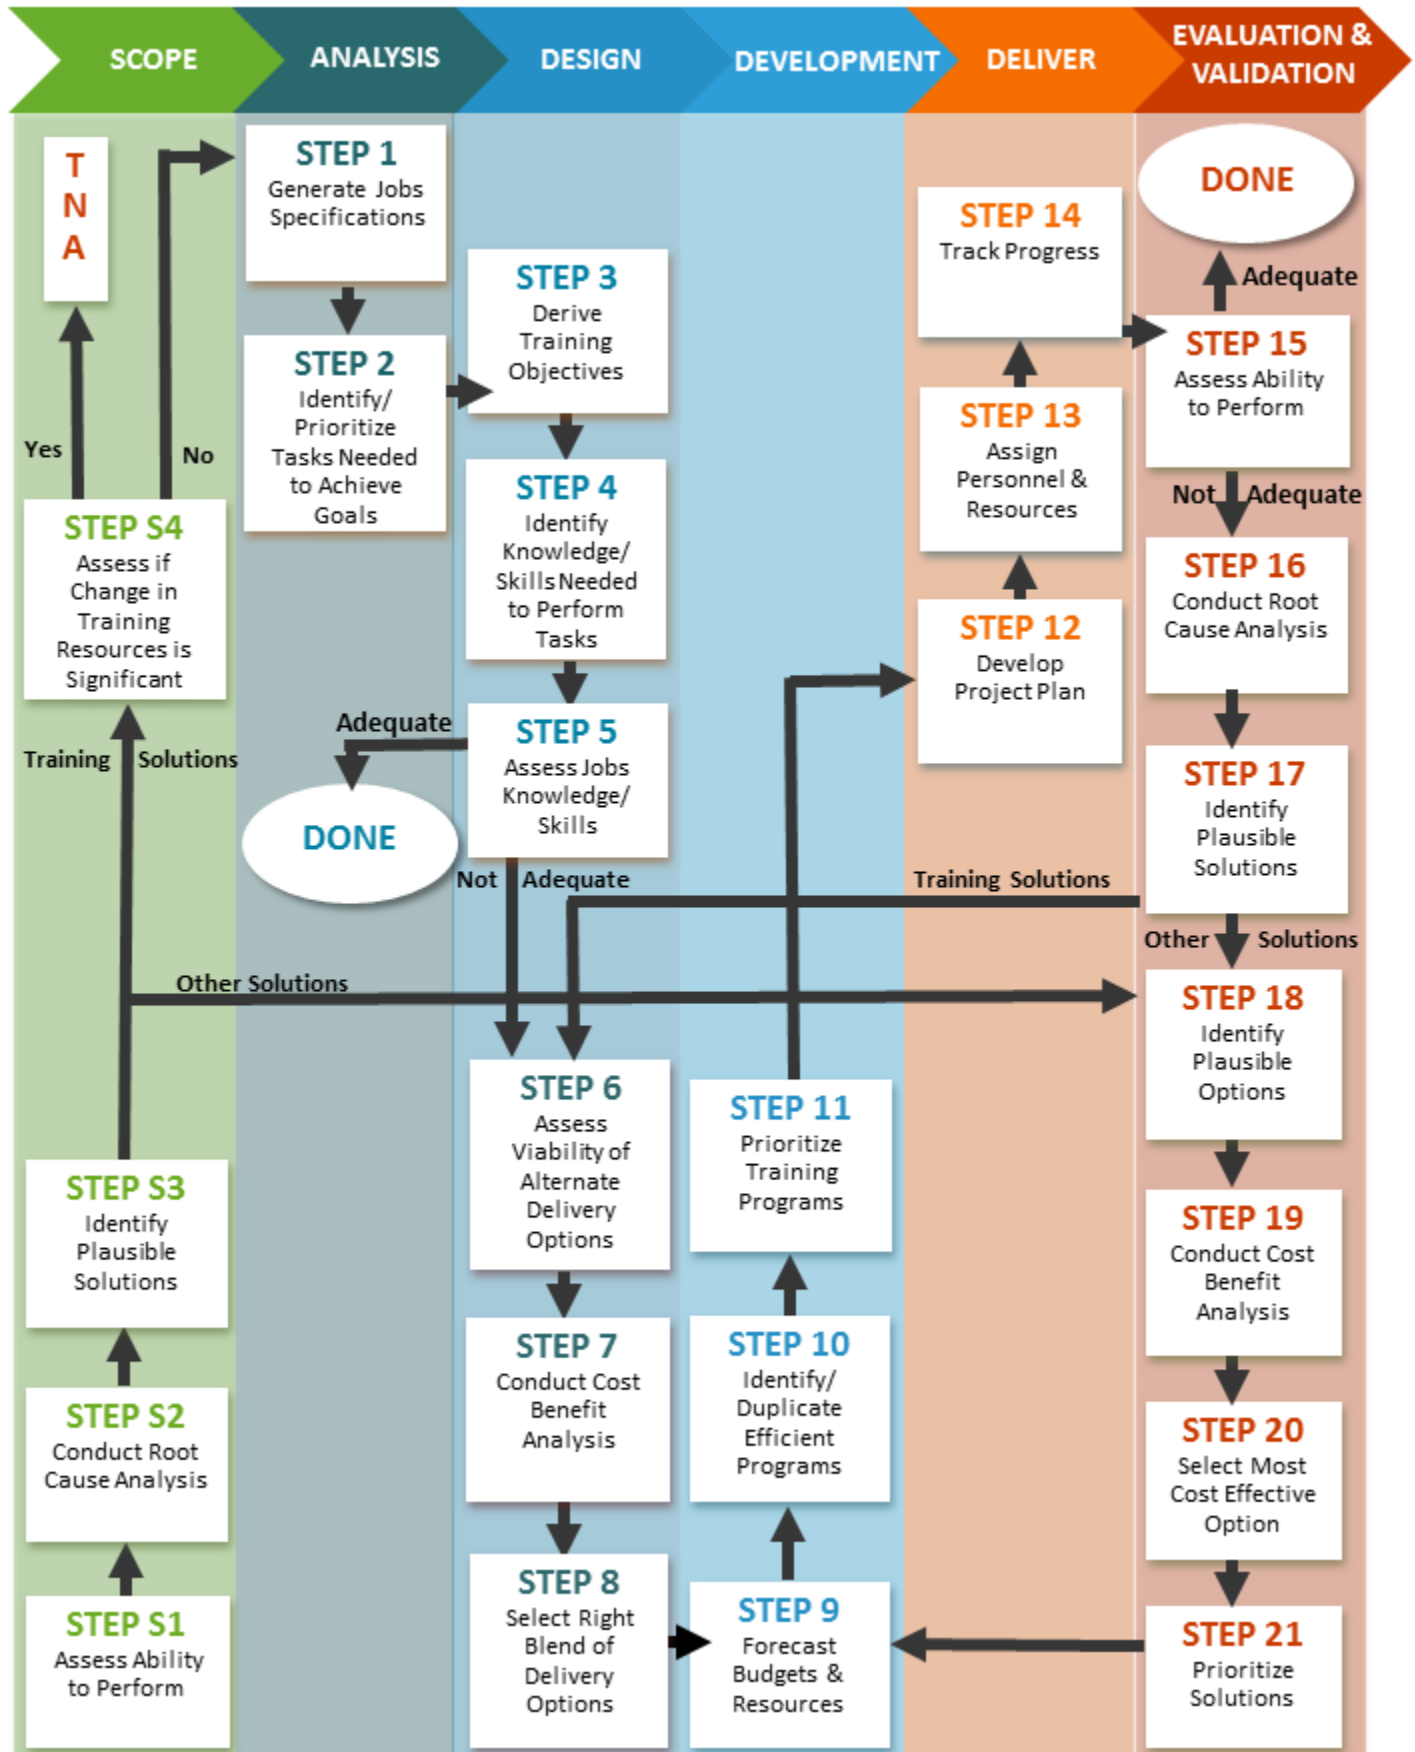 SCOPE
ANALYSIS
DESIGN
DEVELOPMENT
DELIVER
EVALUATION &
VALIDATION
T
N
A
Yes
No
STEP S4
Assess if
Change in
Training
Resources is
Significant
Training Solutions
Other Solutions
STEP S3
Identify
Plausible
Solutions
STEP S2
Conduct Root
Cause Analysis
STEP S1
Assess Ability
to Perform
STEP 1
Generate Jobs
Specifications
STEP 2
Identify/
Prioritize
Tasks Needed
to Achieve
Goals
Adequate
DONE
STEP 3
Derive
Training
Objectives
STEP 4
Identify
Knowledge/
Skills Needed
to Perform
Tasks
STEP 5
Assess Jobs
Knowledge/
Skills
Not Adequate
STEP 6
Assess
Viability of
Alternate
Delivery
Options
STEP 7
Conduct Cost
Benefit
Analysis
STEP 8
Select Right
Blend of
Delivery
Options
STEP 11
Prioritize
Training
Programs
STEP 10
Identify/
Duplicate
Efficient
Programs
STEP 9
Forecast
Budgets &
Resources
STEP 14
Track Progress
STEP 13
Assign
Personnel &
Resources
STEP 12
Develop
Project Plan
Training Solutions
DONE
Adequate
STEP 15
Assess Ability
to Perform
Not Adequate
STEP 16
Conduct Root
Cause Analysis
STEP 17
Identify
Plausible
Solutions
Other Solutions
STEP 18
Identify
Plausible
Options
STEP 19
Conduct Cost
Benefit
Analysis
STEP 20
Select Most
Cost Effective
Option
STEP 21
Prioritize
Solutions